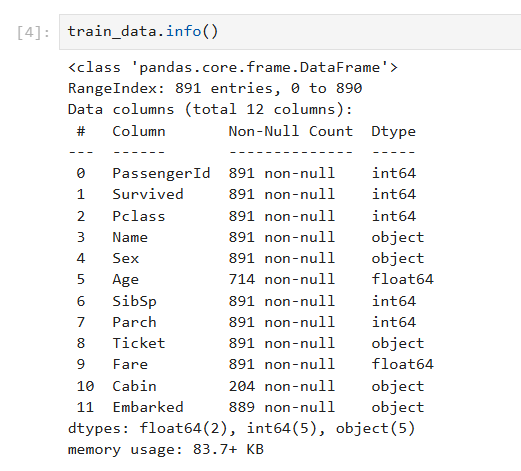 [4]: train_data.info()
<class 'pandas.core.frame.DataFrame'>
RangeIndex: 891 entries, 0 to 890
Data columns (total 12 columns):
 #   Column       Non-Null Count  Dtype
---  ------       --------------  -----
 0   PassengerId  891 non-null    int64
 1   Survived     891 non-null    int64
 2   Pclass       891 non-null    int64
 3   Name         891 non-null    object
 4   Sex          891 non-null    object
 5   Age          714 non-null    float64
 6   SibSp        891 non-null    int64
 7   Parch        891 non-null    int64
 8   Ticket       891 non-null    object
 9   Fare         891 non-null    float64
 10  Cabin        204 non-null    object
 11  Embarked     889 non-null    object
dtypes: float64(2), int64(5), object(5)
memory usage: 83.7+ KB